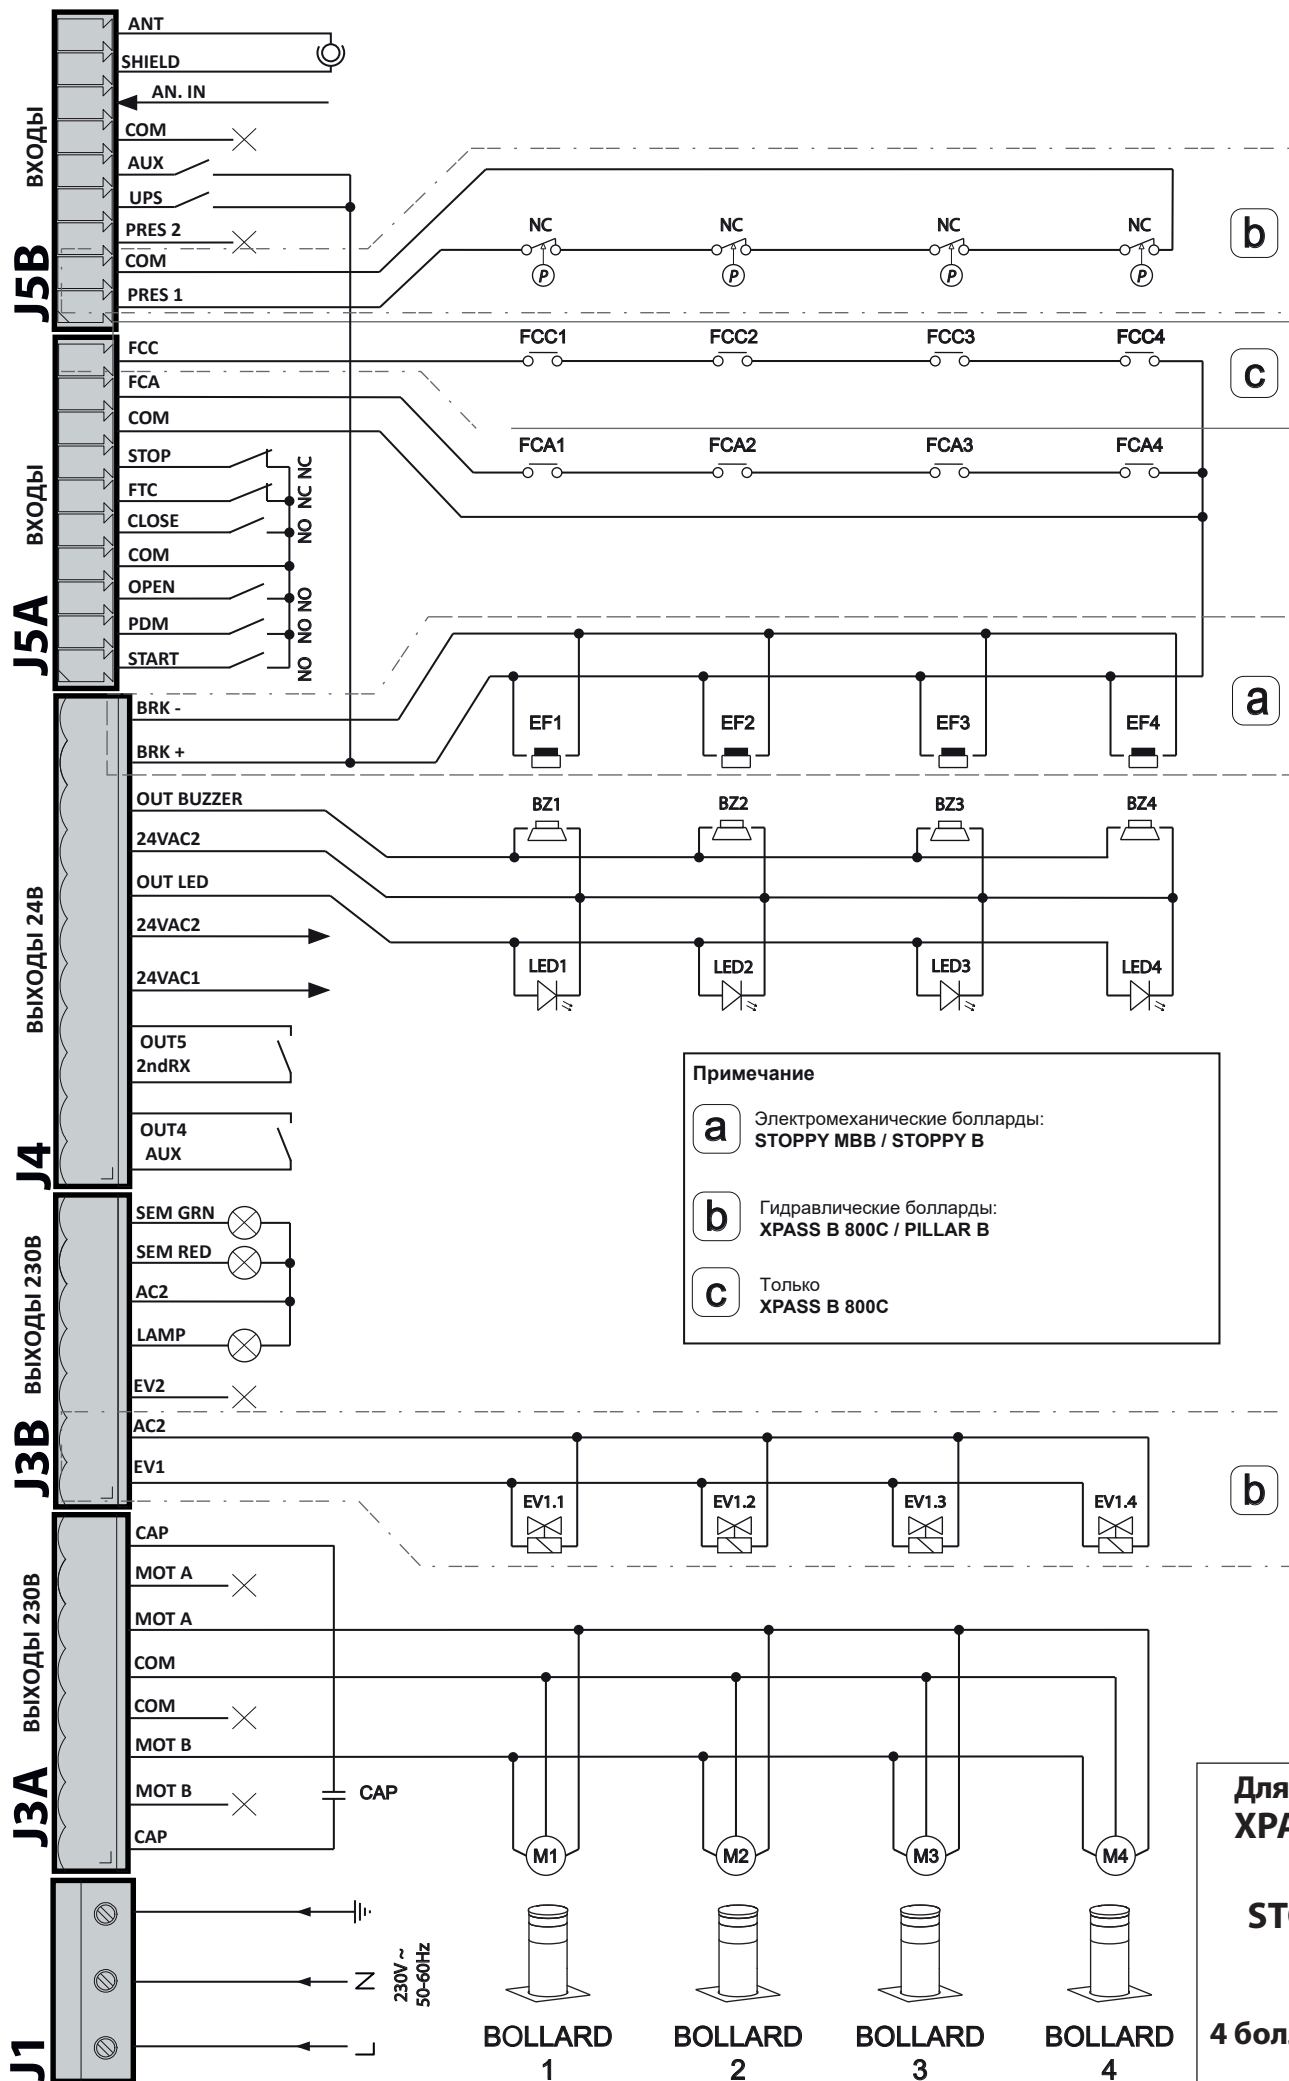 J5B
ВХОДЫ
ANT
SHIELD
AN. IN
COM
AUX
UPS
PRES 2
COM
PRES 1
NC
NC
NC
NC
P
P
P
P
b
J5A
ВХОДЫ
FCC
FCA
COM
STOP
FTC
CLOSE
COM
OPEN
PDM
START
NO NC NC
NO NO NO
FCC1
FCC2
FCC3
FCC4
c
FCA1
FCA2
FCA3
FCA4
J4
ВЫХОДЫ 24В
BRK -
BRK +
OUT BUZZER
24VAC2
OUT LED
24VAC2
24VAC1
OUT5
2ndRX
OUT4
AUX
EF1
EF2
EF3
EF4
a
BZ1
BZ2
BZ3
BZ4
LED1
LED2
LED3
LED4
Примечание
a
Электромеханические болларды:
STOPPY MBB / STOPPY B
b
Гидравлические болларды:
XPASS B 800C / PILLAR B
c
Только
XPASS B 800C
J3B
ВЫХОДЫ 230В
SEM GRN
SEM RED
AC2
LAMP
EV2
AC2
EV1
EV1.1
EV1.2
EV1.3
EV1.4
b
J3A
ВЫХОДЫ 230В
CAP
MOT A
MOT A
COM
COM
MOT B
MOT B
CAP
CAP
M1
M2
M3
M4
J1
N
L
230V ~
50-60Hz
BOLLARD
1
BOLLARD
2
BOLLARD
3
BOLLARD
4
Для